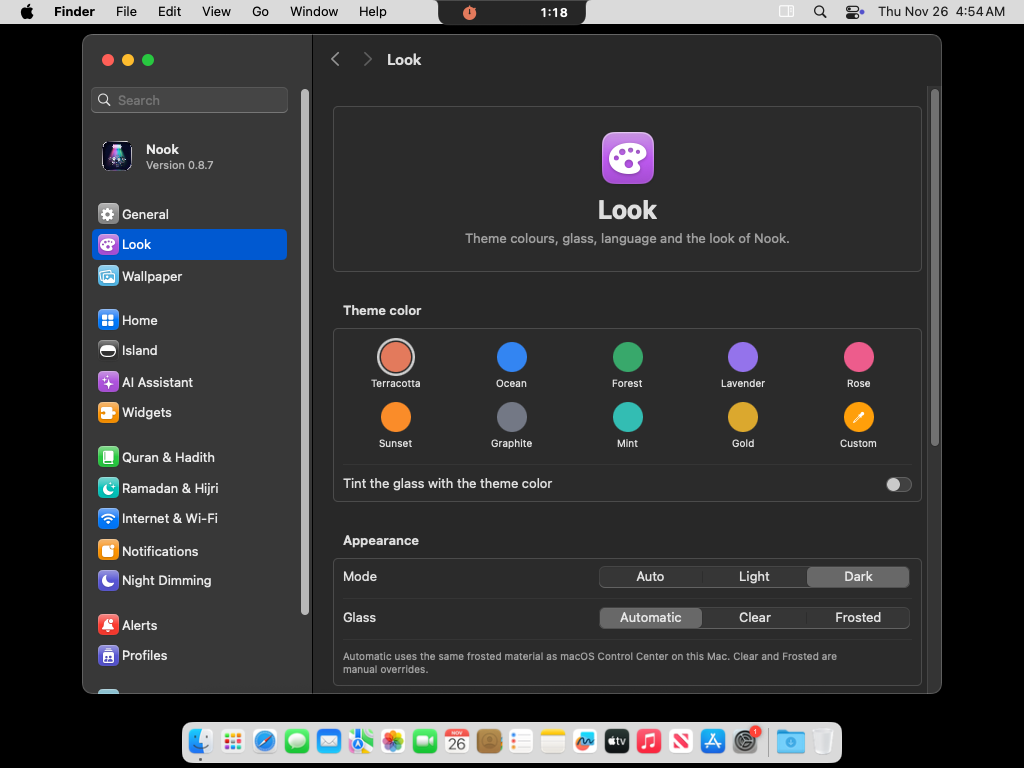 Finder File Edit View Go Window Help 1:18 Thu Nov 26 4:54 AM
Look
Search
Nook
Version 0.8.7
General
Look
Wallpaper
Home
Island
AI Assistant
Widgets
Quran & Hadith
Ramadan & Hijri
Internet & Wi-Fi
Notifications
Night Dimming
Alerts
Profiles
Look
Theme colours, glass, language and the look of Nook.
Theme color
Terracotta Ocean Forest Lavender Rose
Sunset Graphite Mint Gold Custom
Tint the glass with the theme color
Appearance
Mode Auto Light Dark
Glass Automatic Clear Frosted
Automatic uses the same frosted material as macOS Control Center on this Mac. Clear and Frosted are
manual overrides.
NOV
26
tv
1